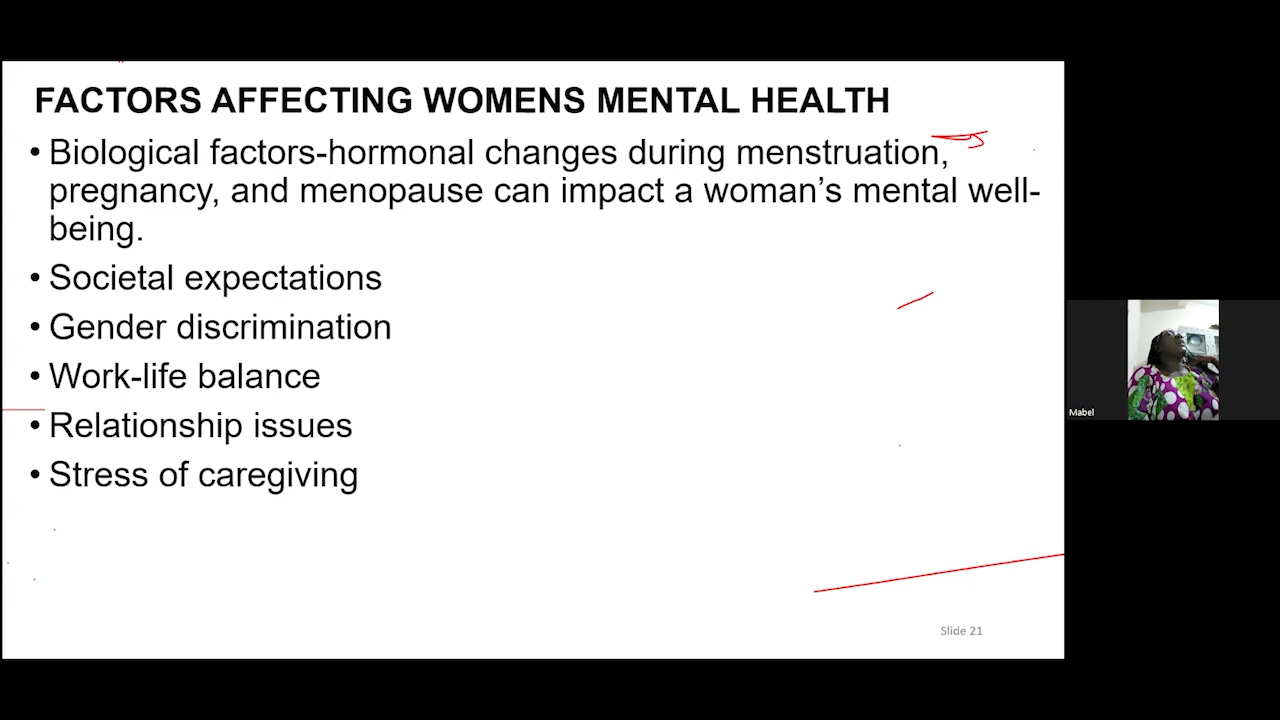 FACTORS AFFECTING WOMENS MENTAL HEALTH
• Biological factors-hormonal changes during menstruation,
pregnancy, and menopause can impact a woman’s mental well-
being.
• Societal expectations
• Gender discrimination
• Work-life balance
• Relationship issues
• Stress of caregiving
Mabel
Slide 21